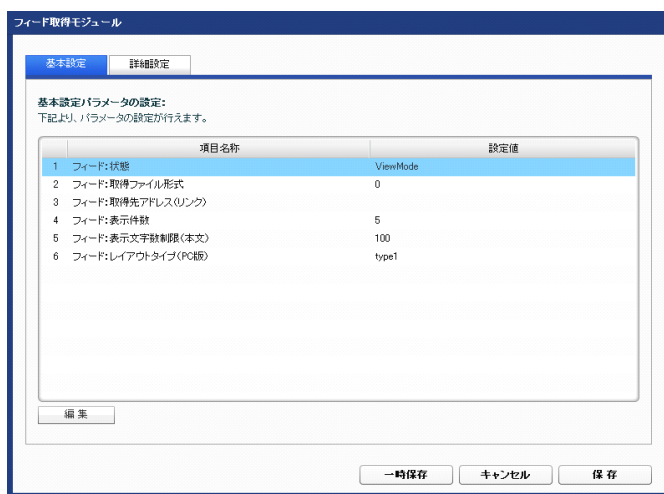 フィード取得モジュール
基本設定 詳細設定
基本設定パラメータの設定:
下記より、パラメータの設定が行えます。
項目名称 設定値
1 フィード:状態 ViewMode
2 フィード:取得ファイル形式 0
3 フィード:取得先アドレス(リンク)
4 フィード:表示件数 5
5 フィード:表示文字数制限(本文) 100
6 フィード:レイアウトタイプ(PC版) type1
編集
一時保存 キャンセル 保存